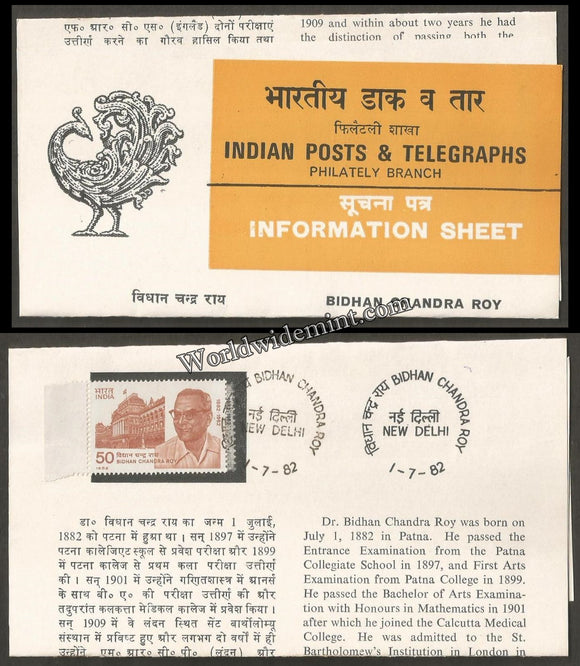 एफ० आर० सी० एस० (इंगलैंड) दोनों परीक्षाएं
उत्तीर्ण करने का गौरव हासिल किया तथा
1909 and within about two years he had
the distinction of passing both the
भारतीय डाक व तार
फिलैटली शाखा
INDIAN POSTS & TELEGRAPHS
PHILATELY BRANCH
सूचना पत्र
INFORMATION SHEET
विधान चन्द्र राय
BIDHAN CHANDRA ROY
Worldwidemint.com
भारत
INDIA
50
विधान चन्द्र राय
BIDHAN CHANDRA ROY
1982
BIDHAN CHANDRA ROY
नई दिल्ली
NEW DELHI
1-7-82
विधान चन्द्र राय BIDHAN CHANDRA ROY
नई दिल्ली
NEW DELHI
1-7-82
डा० विधान चन्द्र राय का जन्म 1 जुलाई,
1882 को पटना में हुआ था। सन् 1897 में उन्होंने
पटना कालेजिएट स्कूल से प्रवेश परीक्षा और 1899
में पटना कालेज से प्रथम कला परीक्षा उत्तीर्ण
की। सन् 1901 में उन्होंने गणितशास्त्र में आनर्स
के साथ बी० ए० की परीक्षा उत्तीर्ण की और
तदुपरांत कलकत्ता मेडिकल कालेज में प्रवेश किया।
सन् 1909 में वे लंदन स्थित सेंट बार्थोलोम्यू
संस्थान में प्रविष्ट हुए और लगभग दो वर्षों में ही
उन्होंने एम० आर० सी० पी० (लंदन) और
Dr. Bidhan Chandra Roy was born on
July 1, 1882 in Patna. He passed the
Entrance Examination from the Patna
Collegiate School in 1897, and First Arts
Examination from Patna College in 1899.
He passed the Bachelor of Arts Examina-
tion with Honours in Mathematics in 1901
after which he joined the Calcutta Medical
College. He was admitted to the St.
Bartholomew's Institution in London in